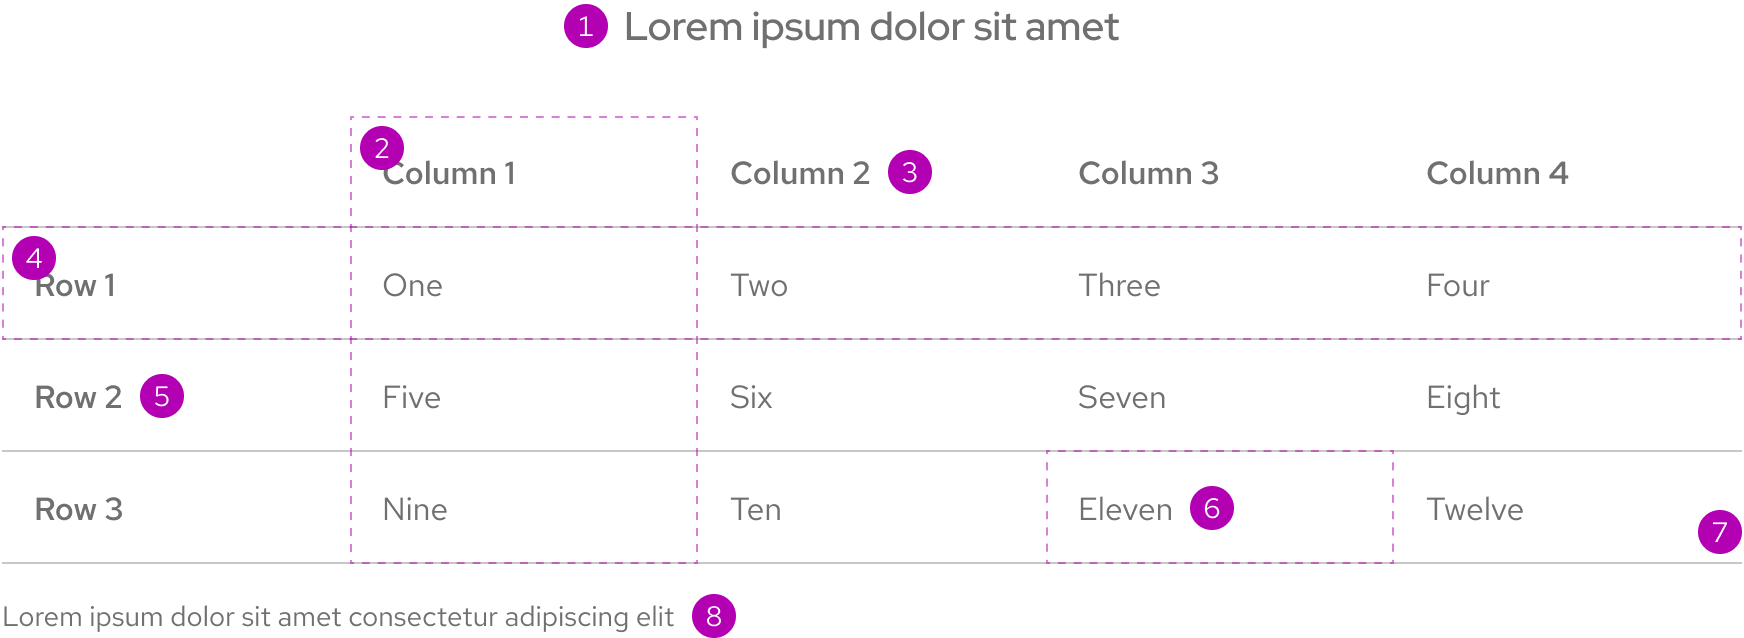 1 Lorem ipsum dolor sit amet
2 Column 1 Column 2 3 Column 3 Column 4
4 Row 1 One Two Three Four
Row 2 5 Five Six Seven Eight
Row 3 Nine Ten Eleven 6 Twelve 7
Lorem ipsum dolor sit amet consectetur adipiscing elit 8